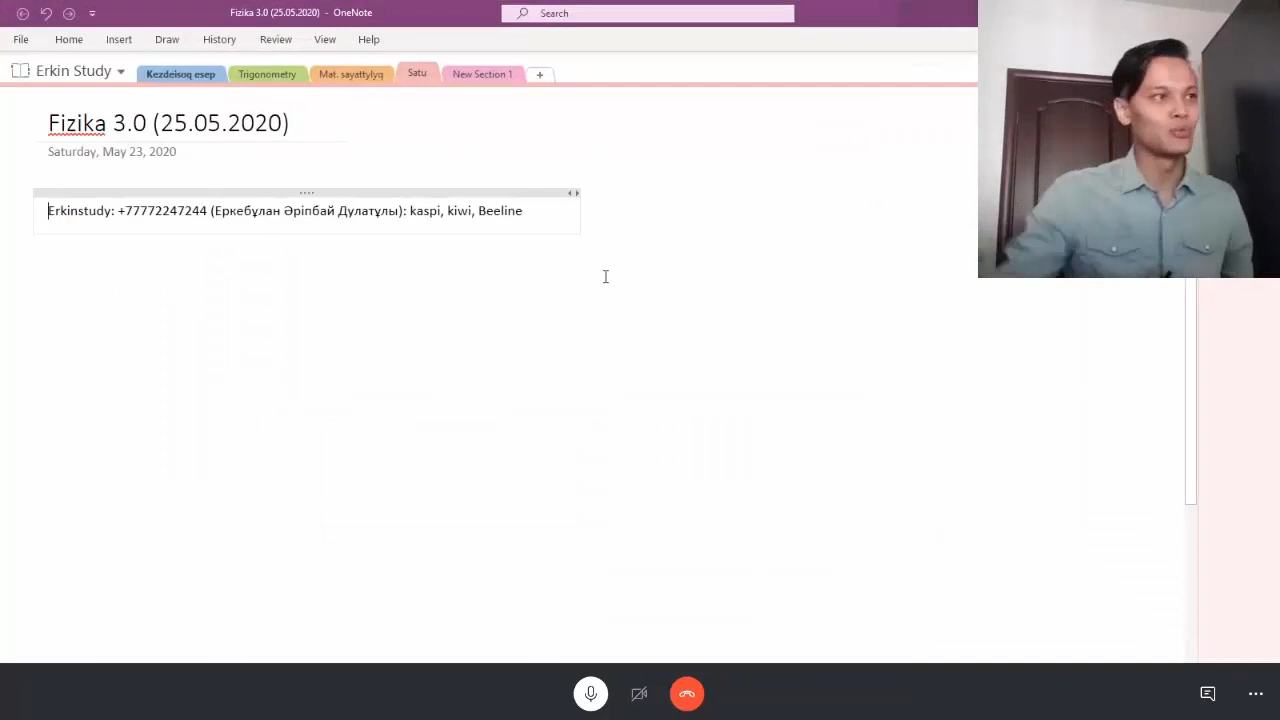 Fizika 3.0 (25.05.2020) - OneNote
Search
File Home Insert Draw History Review View Help
Erkin Study Kezdeisoq esep Trigonometry Mat. sayattylyq Satu New Section 1 +
Fizika 3.0 (25.05.2020)
Saturday, May 23, 2020
Erkinstudy: +77772247244 (Еркебұлан Әріпбай Дулатұлы): kaspi, kiwi, Beeline